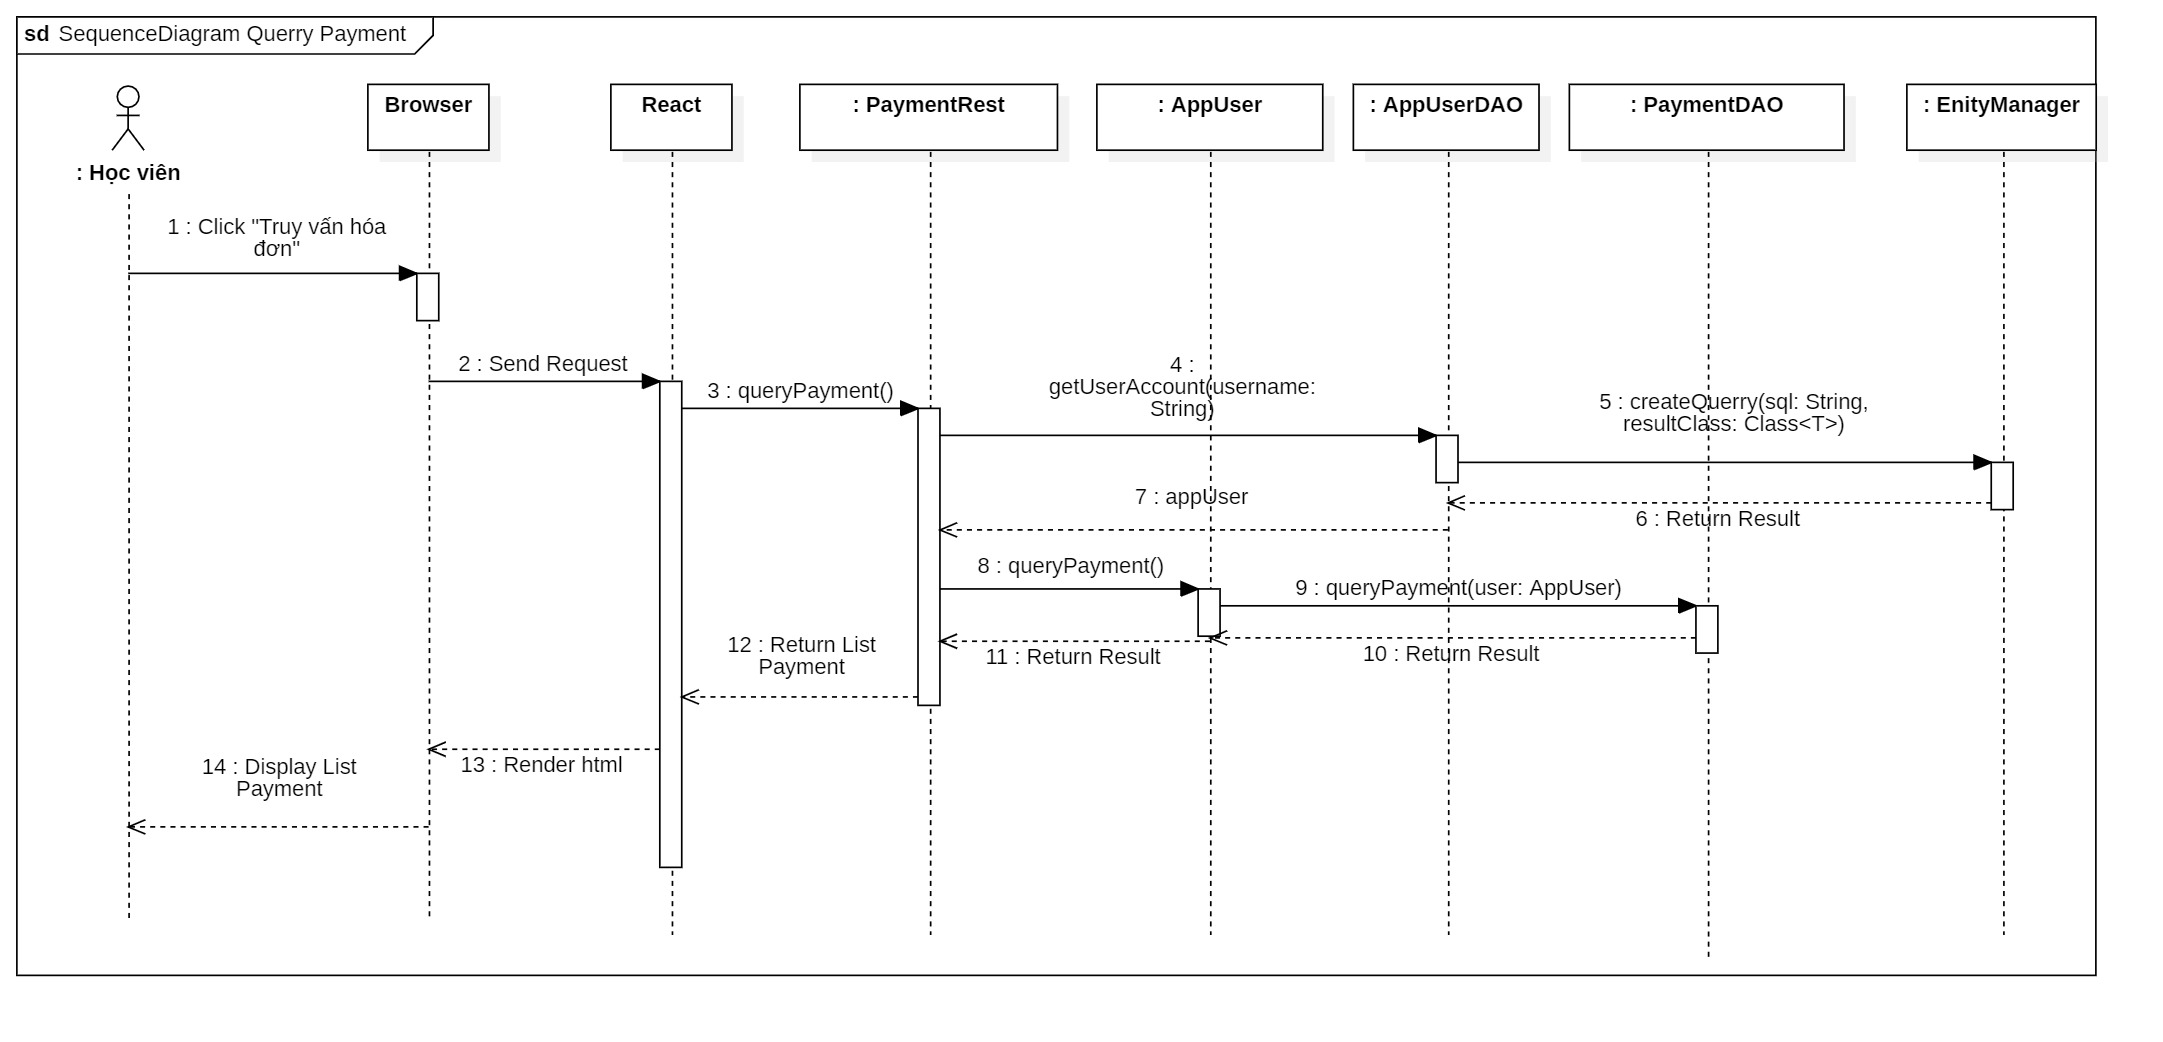 sd SequenceDiagram Querry Payment
: Học viên
Browser
React
: PaymentRest
: AppUser
: AppUserDAO
: PaymentDAO
: EnityManager
1 : Click "Truy vấn hóa
đơn"
2 : Send Request
3 : queryPayment()
4 :
getUserAccount(username:
String)
5 : createQuerry(sql: String,
resultClass: Class<T>)
6 : Return Result
7 : appUser
8 : queryPayment()
9 : queryPayment(user: AppUser)
10 : Return Result
11 : Return Result
12 : Return List
Payment
13 : Render html
14 : Display List
Payment